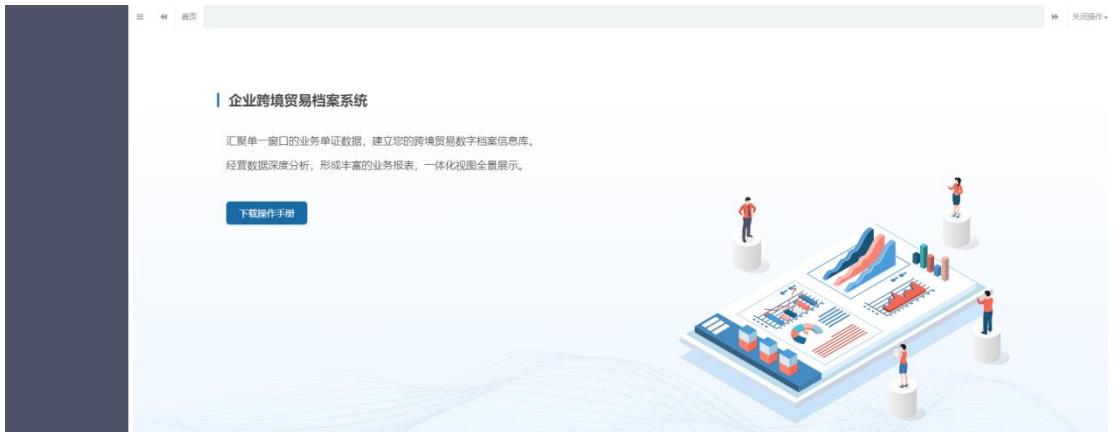 首页
关闭操作
企业跨境贸易档案系统
汇聚单一窗口的业务单证数据，建立您的跨境贸易数字档案信息库。
经营数据深度分析，形成丰富的业务报表，一体化视图全景展示。
下载操作手册